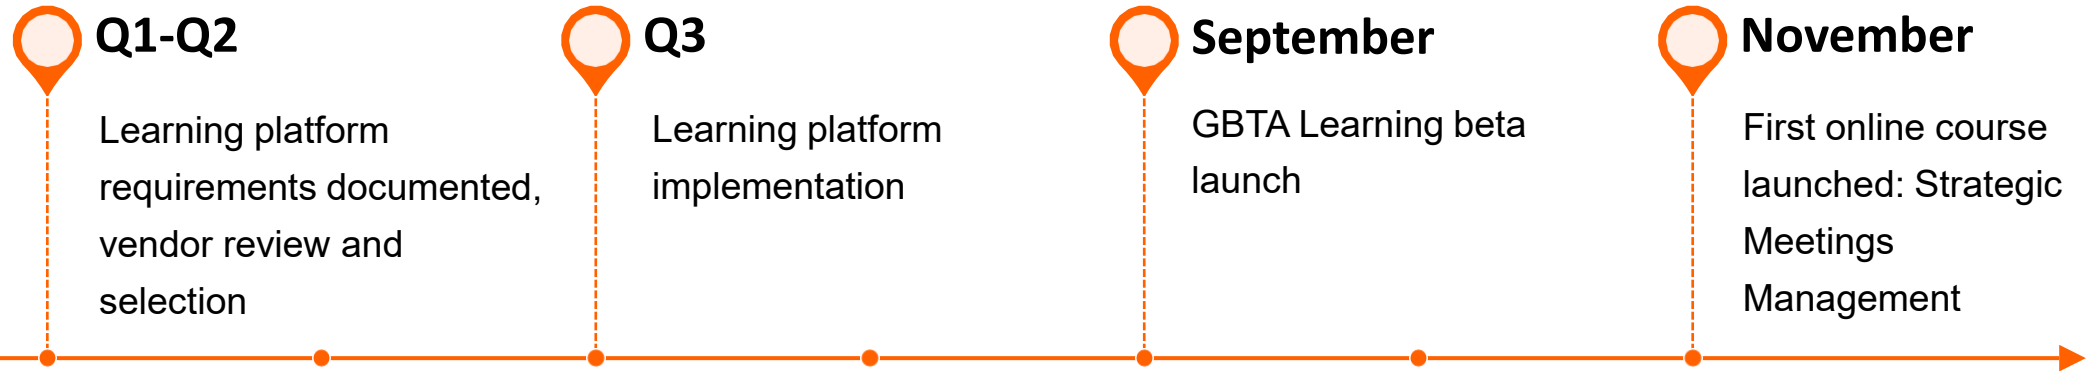 Q1-Q2
Learning platform
requirements documented,
vendor review and
selection
Q3
Learning platform
implementation
September
GBTA Learning beta
launch
November
First online course
launched: Strategic
Meetings
Management